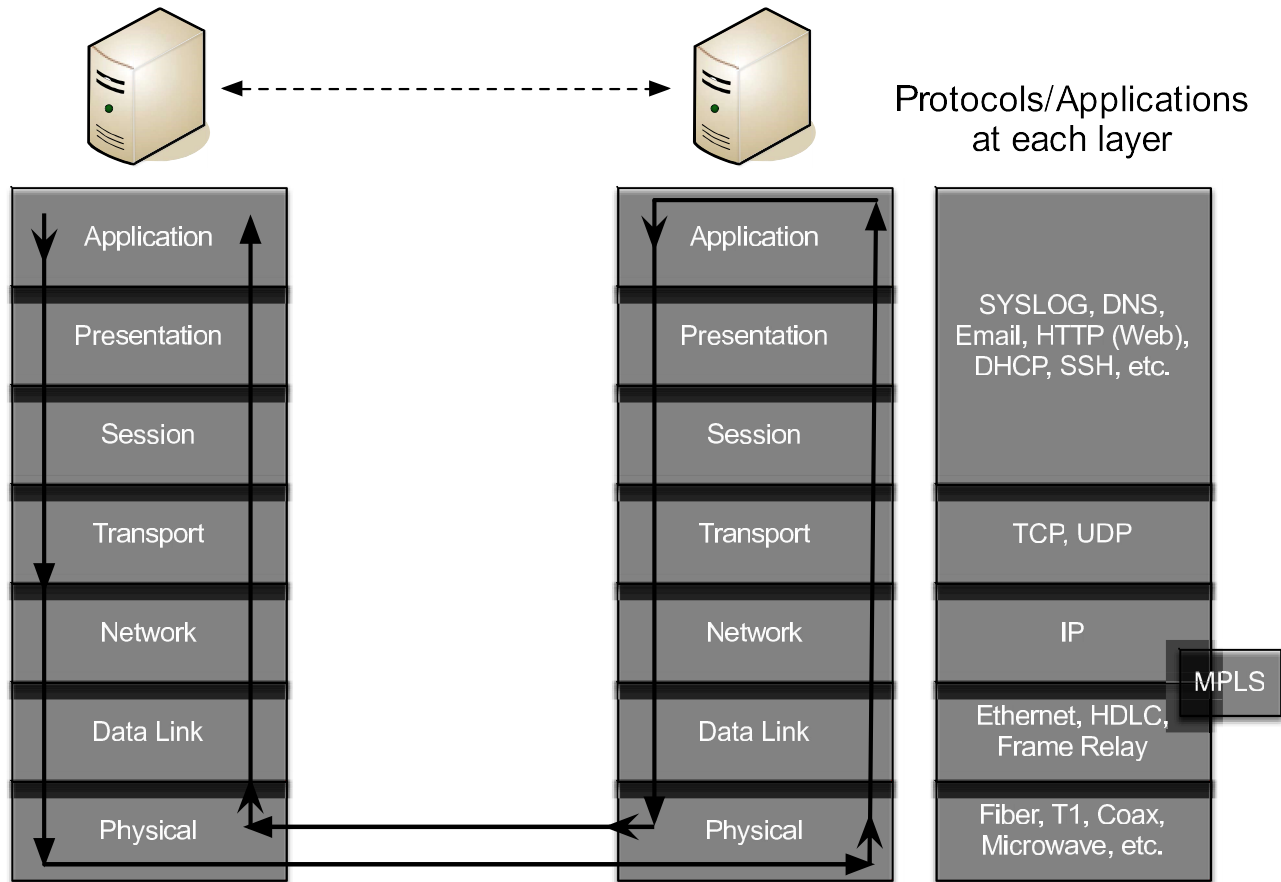 Protocols/Applications
at each layer
Application
Presentation
Session
Transport
Network
Data Link
Physical
Application
Presentation
Session
Transport
Network
Data Link
Physical
SYSLOG, DNS,
Email, HTTP (Web),
DHCP, SSH, etc.
TCP, UDP
IP
MPLS
Ethernet, HDLC,
Frame Relay
Fiber, T1, Coax,
Microwave, etc.